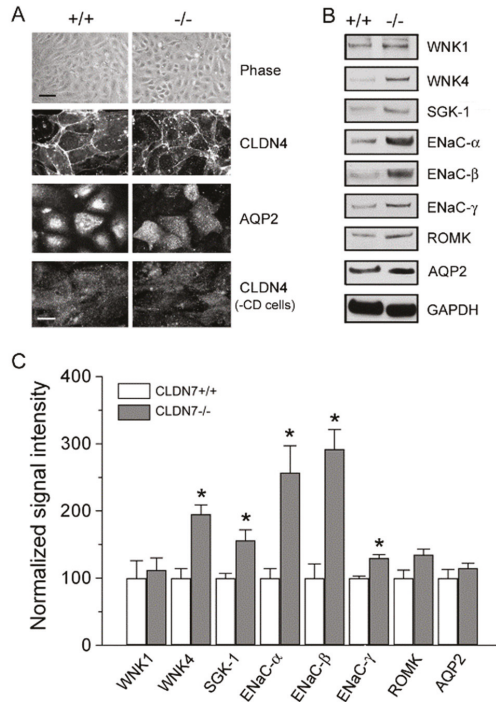 A
+/+ -/-
Phase
CLDN4
AQP2
CLDN4
(-CD cells)
B
+/+ -/-
WNK1
WNK4
SGK-1
ENaC-α
ENaC-β
ENaC-γ
ROMK
AQP2
GAPDH
C
Normalized signal intensity
400
300
200
100
0
CLDN7+/+
CLDN7-/-
* * * * *
WNK1 WNK4 SGK-1 ENaC-α ENaC-β ENaC-γ ROMK AQP2